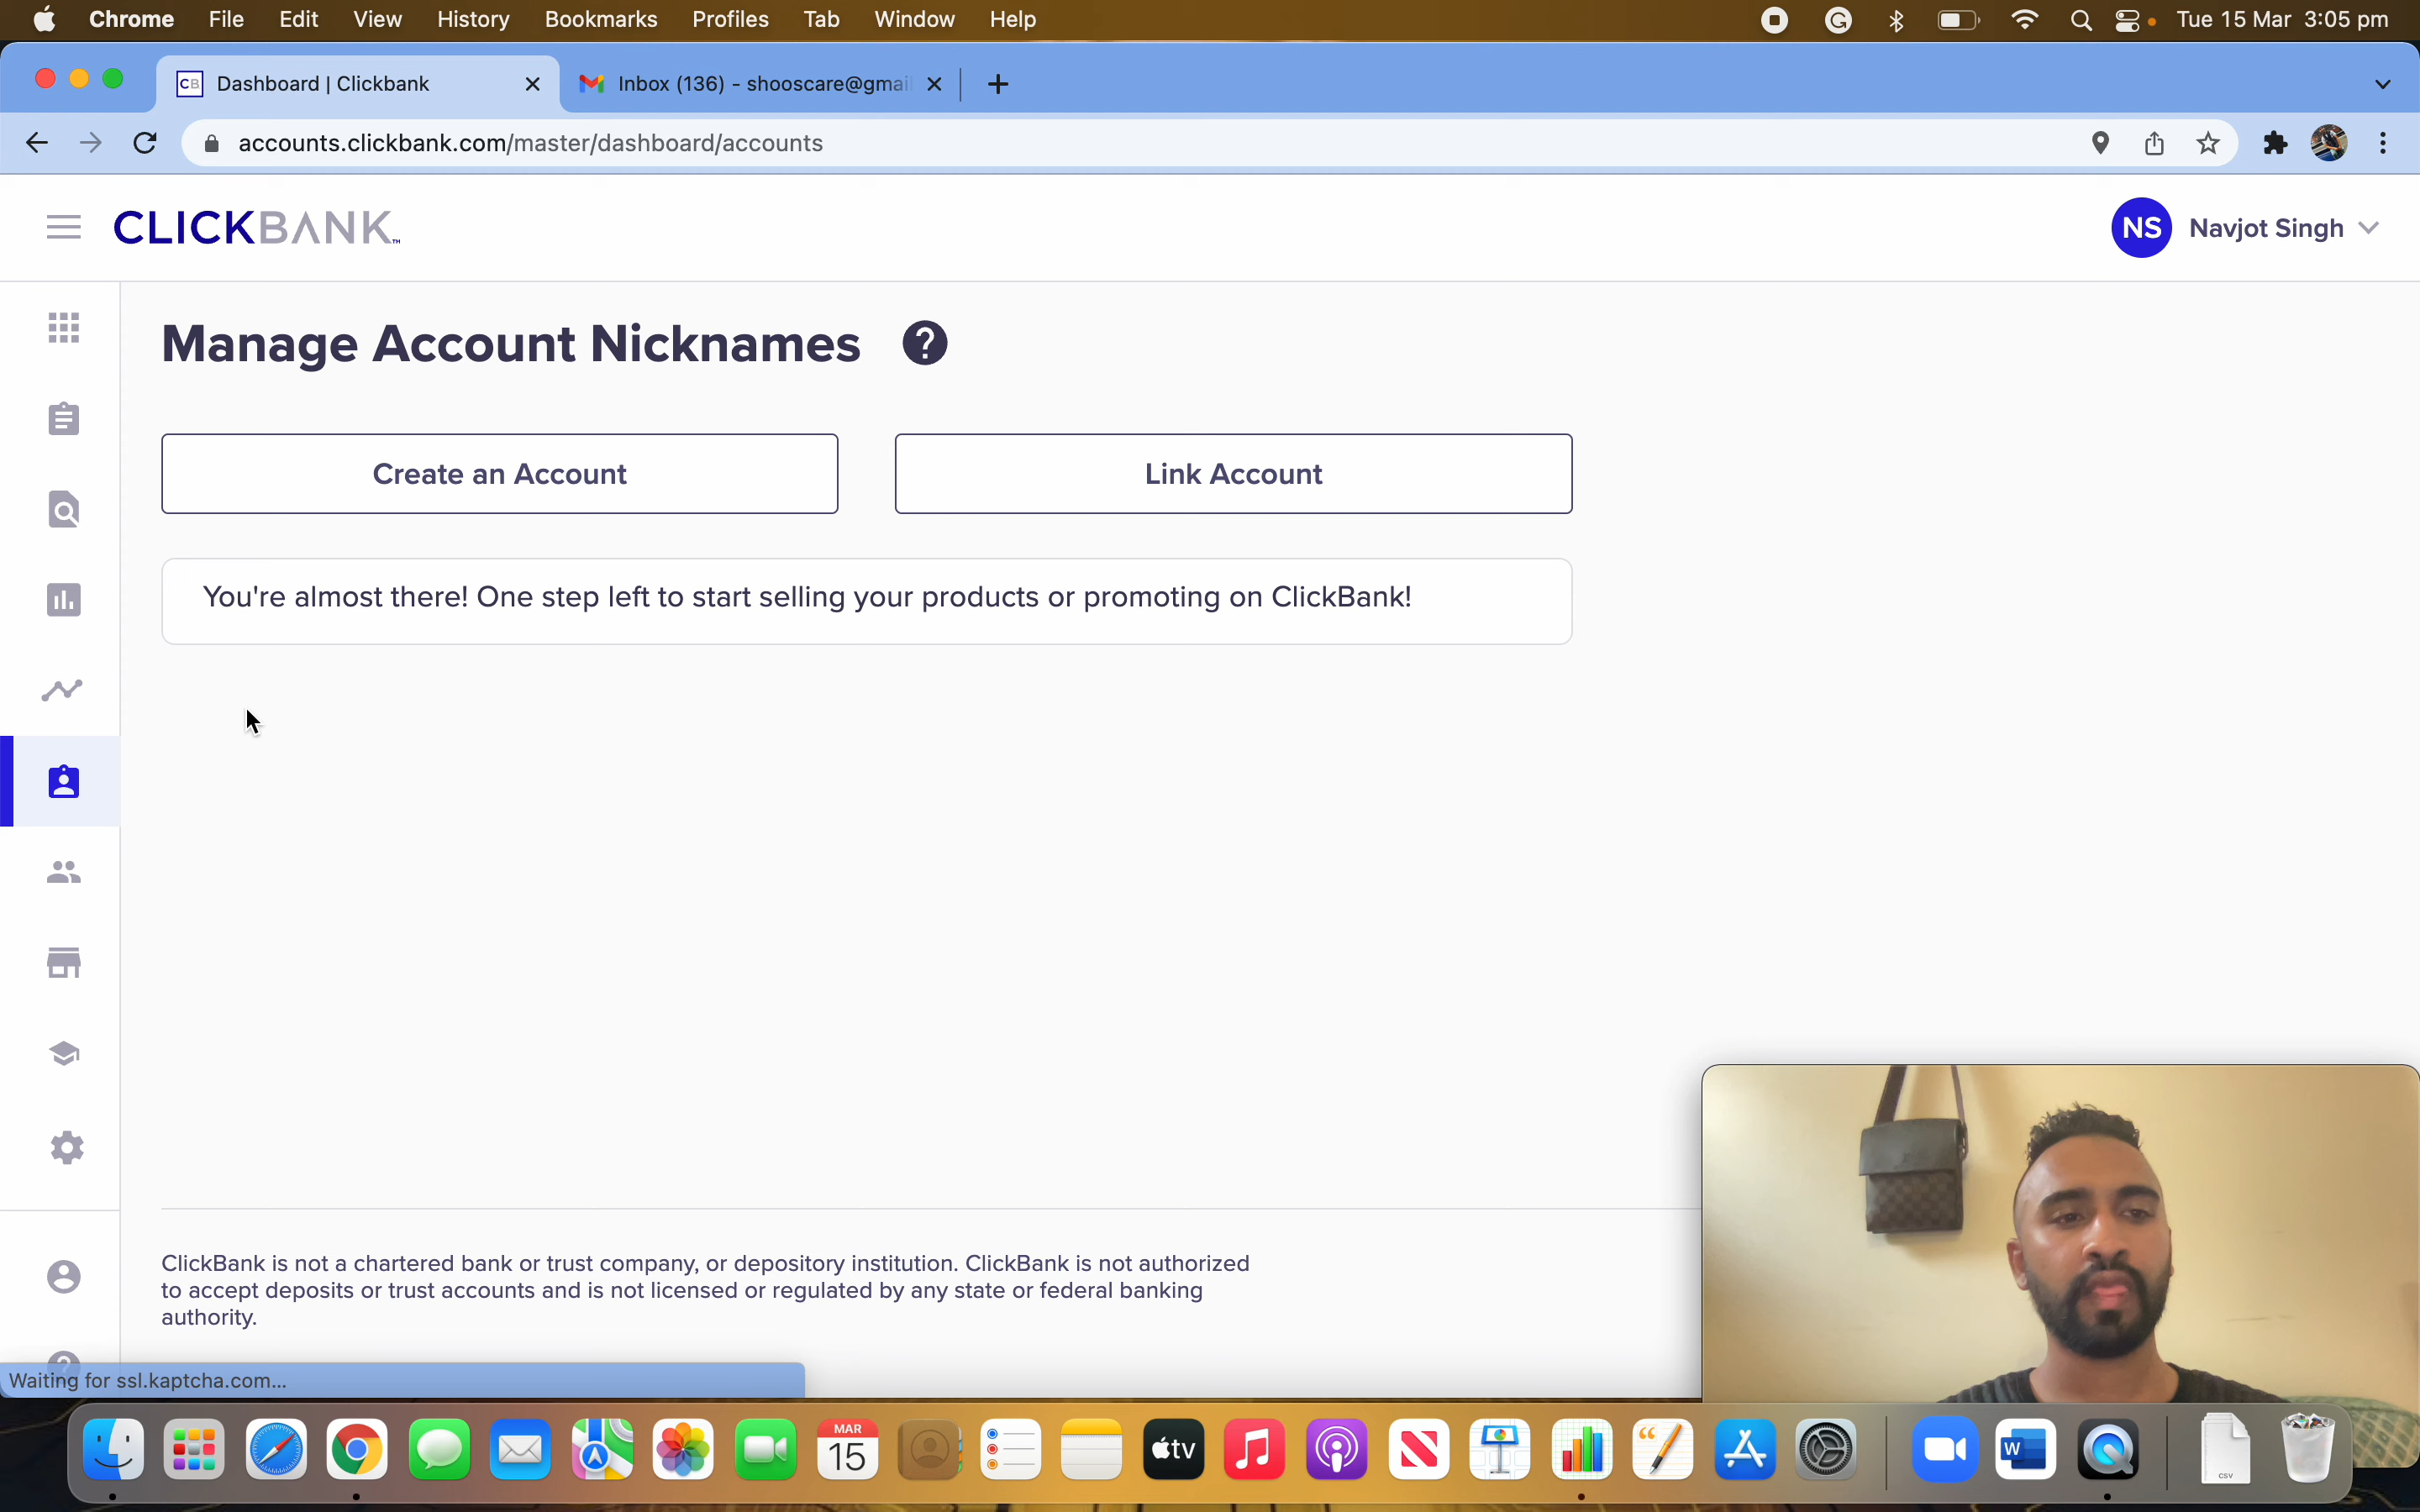 Chrome File Edit View History Bookmarks Profiles Tab Window Help Tue 15 Mar 3:05 pm
CB Dashboard | Clickbank Inbox (136) - shooscare@gmai
accounts.clickbank.com/master/dashboard/accounts
CLICKBANK™ NS Navjot Singh
Manage Account Nicknames ?
Create an Account Link Account
You're almost there! One step left to start selling your products or promoting on ClickBank!
ClickBank is not a chartered bank or trust company, or depository institution. ClickBank is not authorized
to accept deposits or trust accounts and is not licensed or regulated by any state or federal banking
authority.
Waiting for ssl.kaptcha.com...
MAR
15
tv
W
CSV